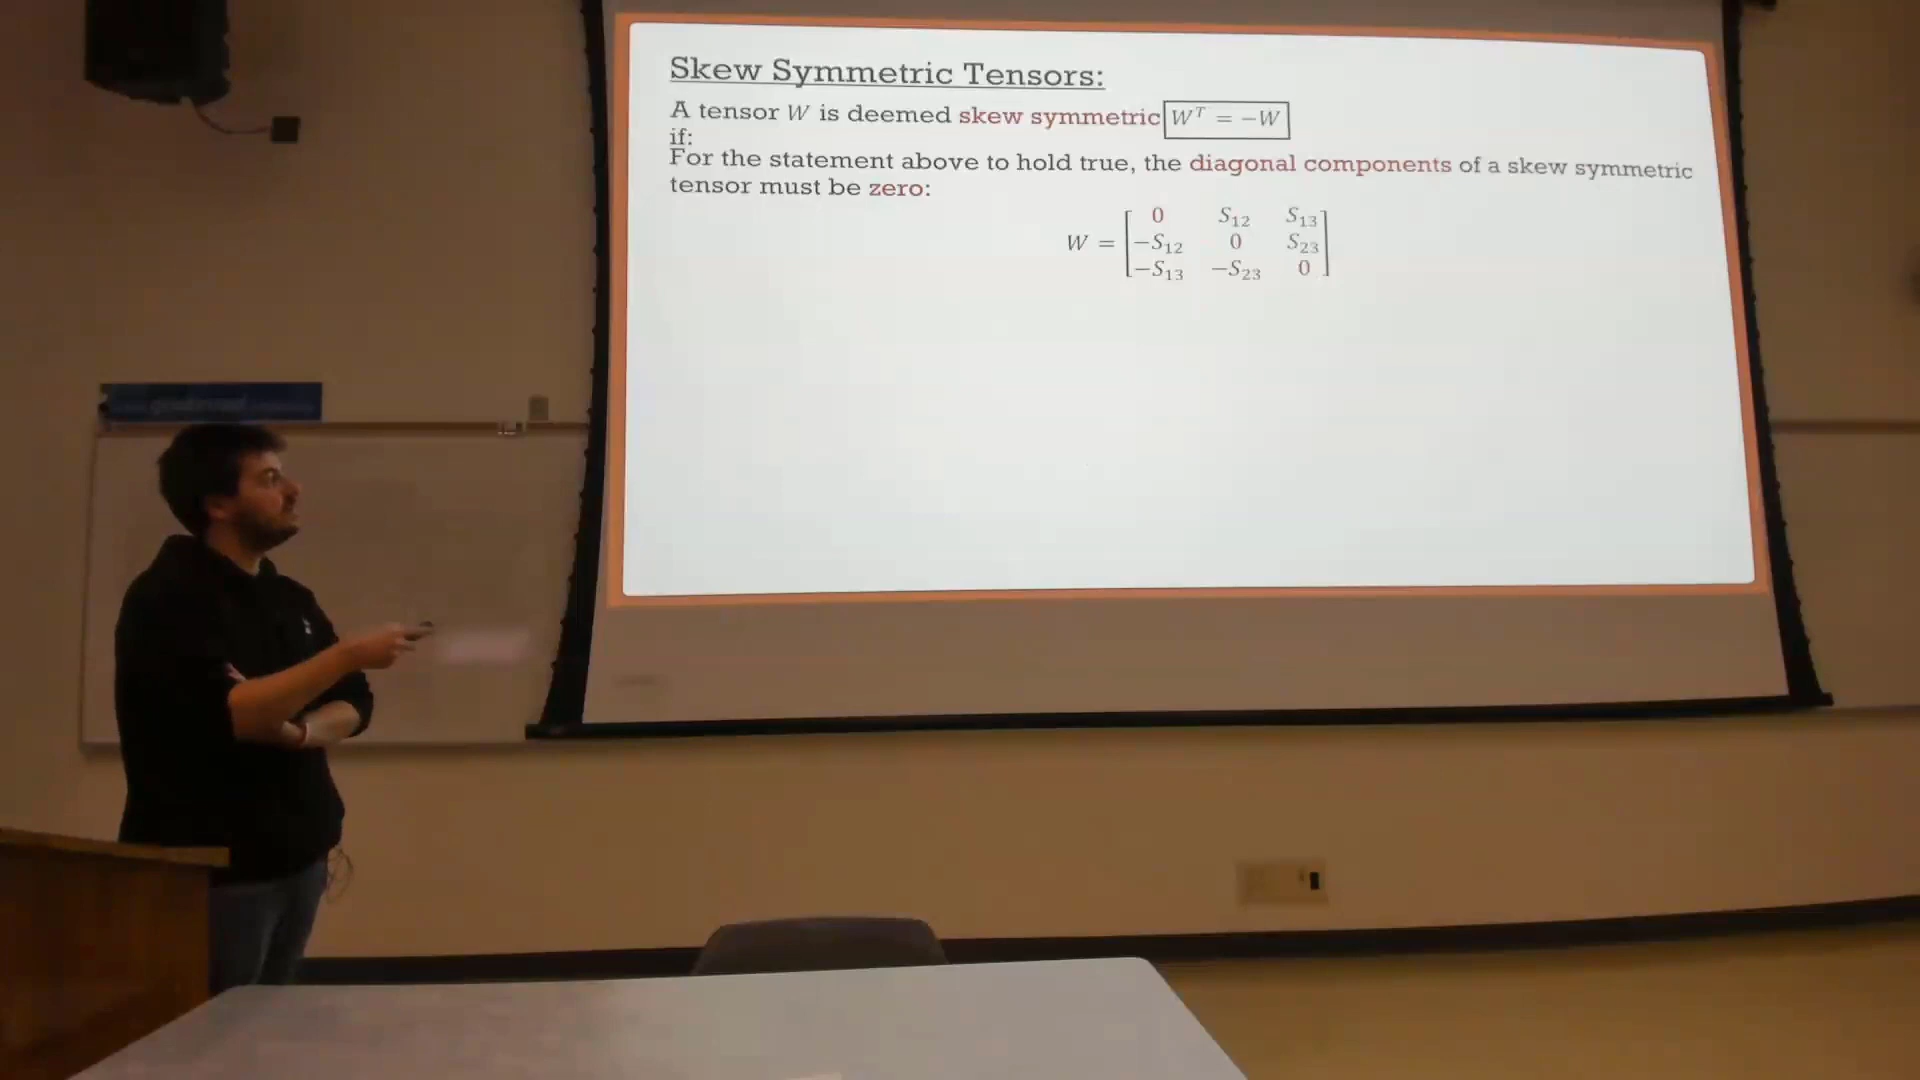 Skew Symmetric Tensors:
A tensor W is deemed skew symmetric W^T = −W
if:
For the statement above to hold true, the diagonal components of a skew symmetric
tensor must be zero:
W = [0 S₁₂ S₁₃
−S₁₂ 0 S₂₃
−S₁₃ −S₂₃ 0]